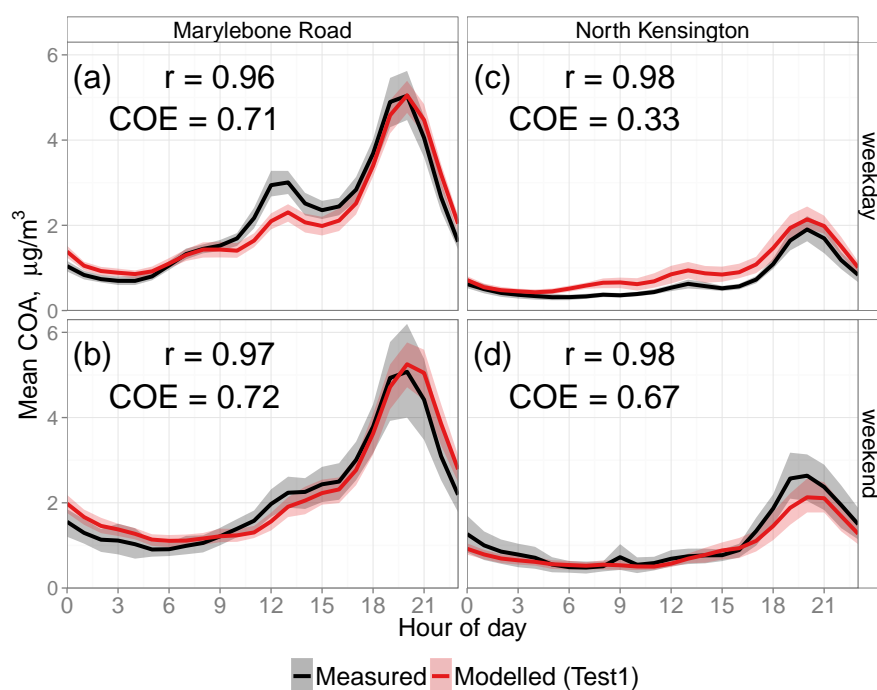 Marylebone Road
North Kensington
6
(a)
r = 0.96
COE = 0.71
(c)
r = 0.98
COE = 0.33
4
2
0
weekday
6
(b)
r = 0.97
COE = 0.72
(d)
r = 0.98
COE = 0.67
4
2
0
weekend
Mean COA, μg/m³
0 3 6 9 12 15 18 21
0 3 6 9 12 15 18 21
Hour of day
Measured
Modelled (Test1)